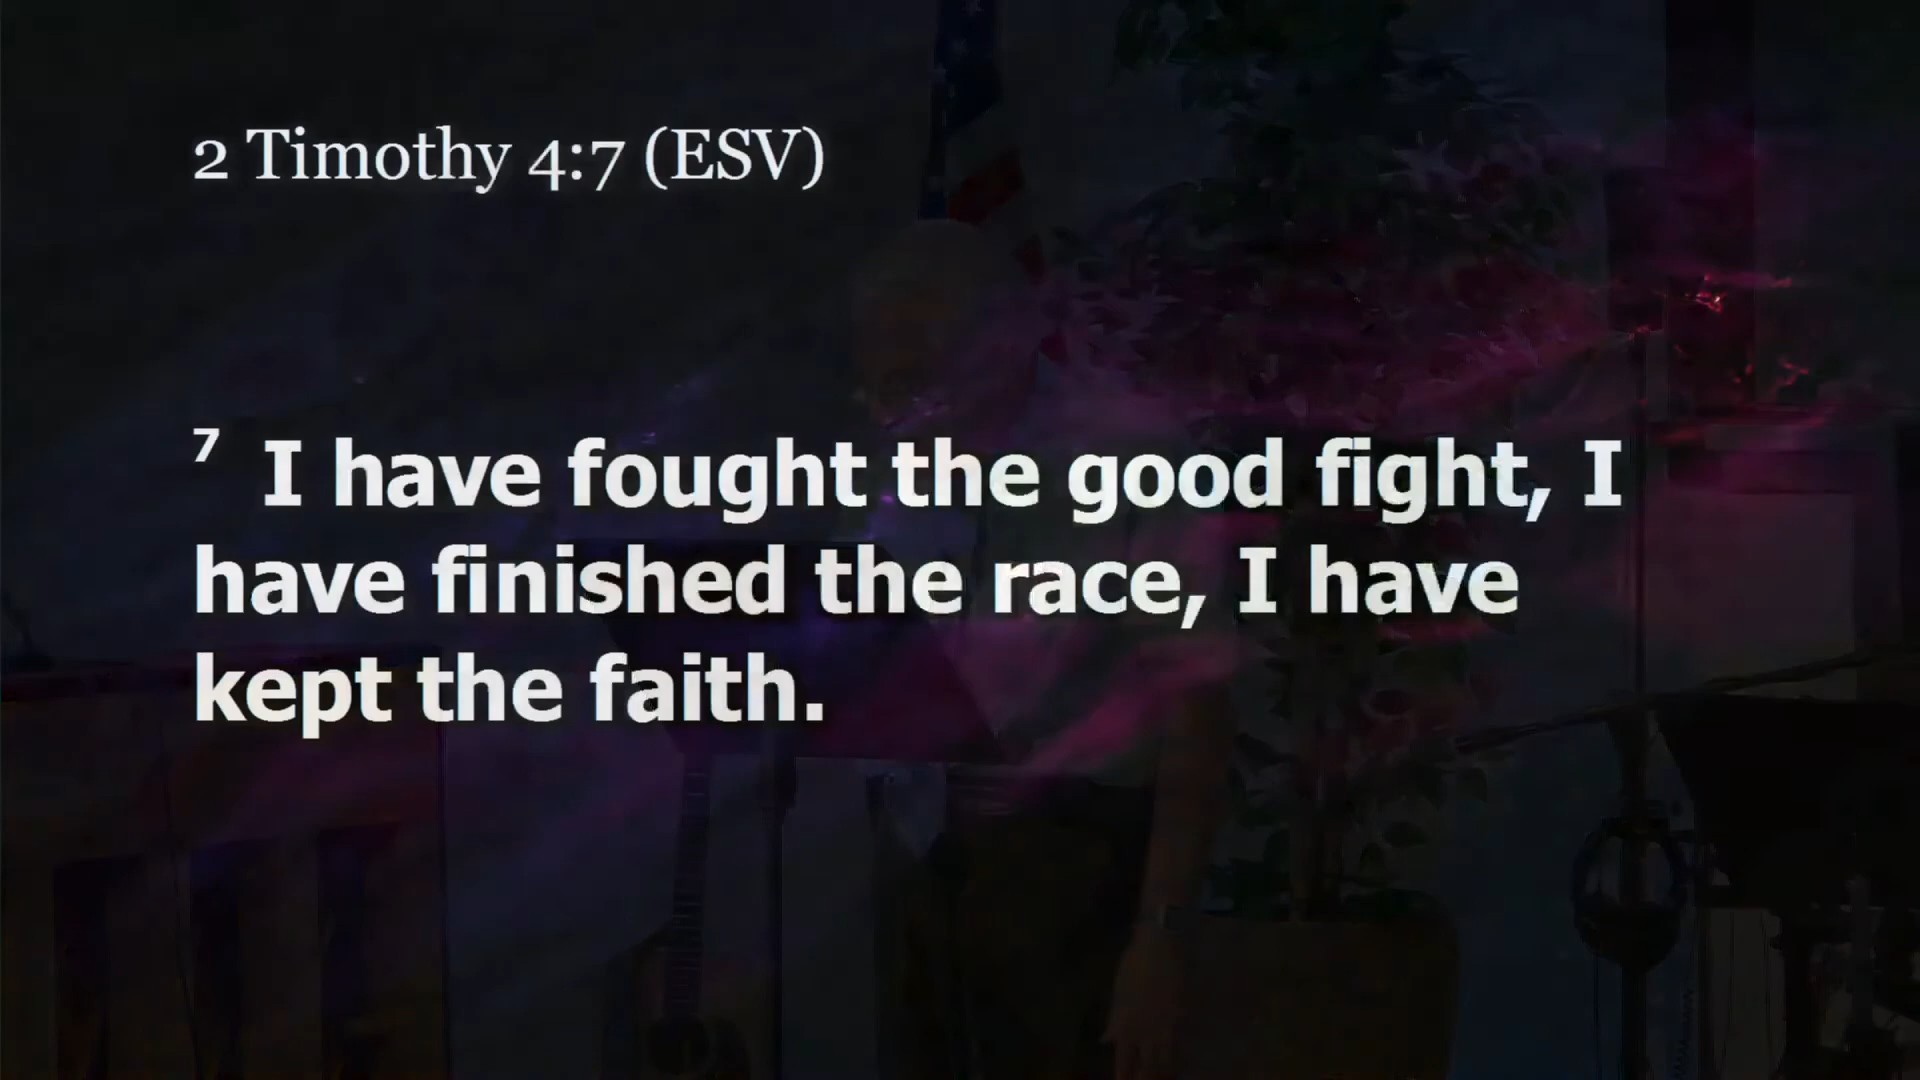 2 Timothy 4:7 (ESV)
7 I have fought the good fight, I
have finished the race, I have
kept the faith.